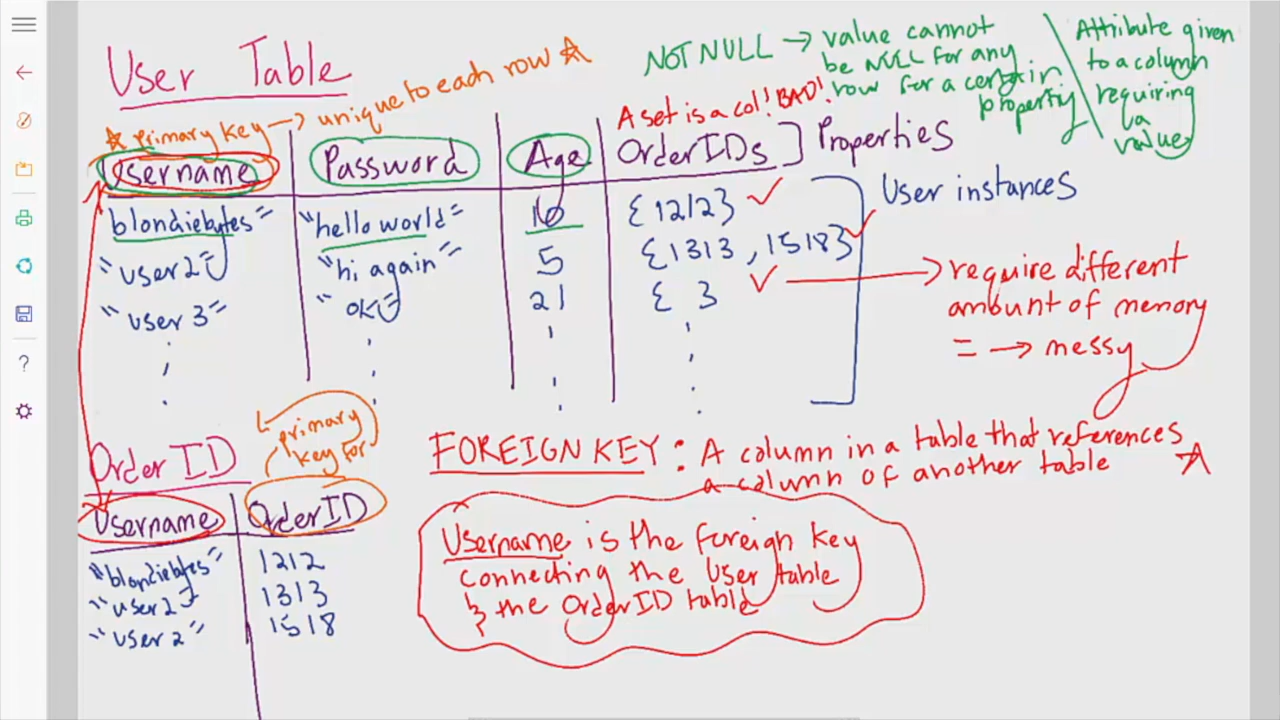 User Table
NOT NULL → value cannot
be NULL for any
row for a certain
property
Attribute given
to a column
requiring
a
value
☆ Primary Key → unique to each row ☆
A set is a col! BAD!
Username Password Age OrderIDs ] Properties
"blondiebytes" "hello world" 16 {1212} ✓
User instances
"user2" "hi again" 5 {1313, 1518} ✓
"user 3" "ok" 21 { 3 ✓
→ require different
amount of memory
= → messy
primary
key for
Order ID
Username OrderID
"blondiebytes" 1212
"user2" 1313
"user 2" 1518
FOREIGN KEY: A column in a table that references
a column of another table ☆
Username is the foreign key
connecting the User table
& the OrderID table